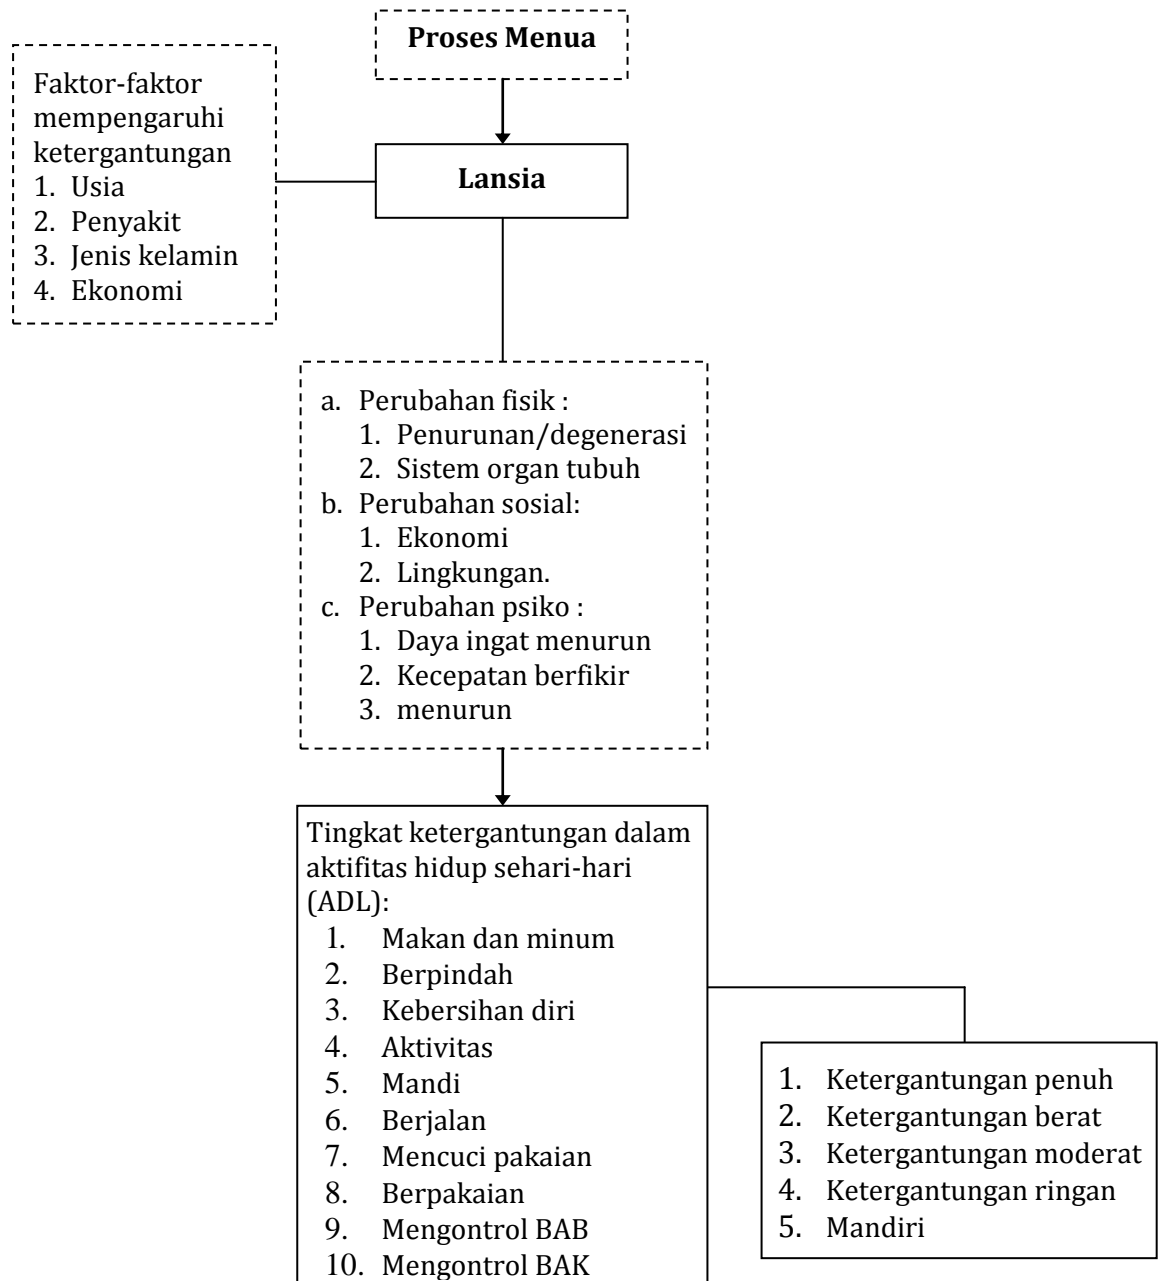 Proses Menua
Faktor-faktor
mempengaruhi
ketergantungan
1. Usia
2. Penyakit
3. Jenis kelamin
4. Ekonomi
Lansia
a. Perubahan fisik :
1. Penurunan/degenerasi
2. Sistem organ tubuh
b. Perubahan sosial:
1. Ekonomi
2. Lingkungan.
c. Perubahan psiko :
1. Daya ingat menurun
2. Kecepatan berfikir
3. menurun
Tingkat ketergantungan dalam
aktifitas hidup sehari-hari
(ADL):
1. Makan dan minum
2. Berpindah
3. Kebersihan diri
4. Aktivitas
5. Mandi
6. Berjalan
7. Mencuci pakaian
8. Berpakaian
9. Mengontrol BAB
10. Mengontrol BAK
1. Ketergantungan penuh
2. Ketergantungan berat
3. Ketergantungan moderat
4. Ketergantungan ringan
5. Mandiri